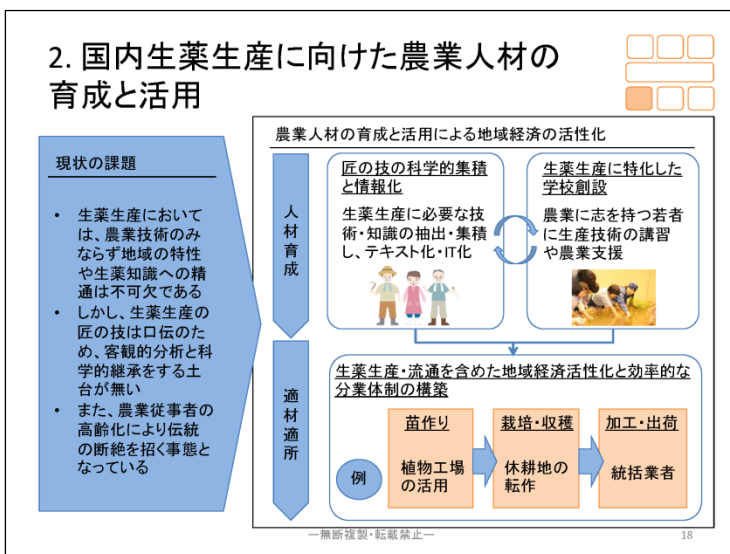 2. 国内生薬生産に向けた農業人材の
育成と活用
現状の課題
• 生薬生産において
は、農業技術のみ
ならず地域の特性
や生薬知識への精
通は不可欠である
• しかし、生薬生産の
匠の技は口伝のた
め、客観的分析と科
学的継承をする土
台が無い
• また、農業従事者の
高齢化により伝統
の断絶を招く事態と
なっている
農業人材の育成と活用による地域経済の活性化
人材育成
匠の技の科学的集積
と情報化
生薬生産に必要な技
術・知識の抽出・集積
し、テキスト化・IT化
生薬生産に特化した
学校創設
農業に志を持つ若者
に生産技術の講習
や農業支援
適材適所
生薬生産・流通を含めた地域経済活性化と効率的な
分業体制の構築
例
苗作り
植物工場
の活用
栽培・収穫
休耕地の
転作
加工・出荷
統括業者
―無断複製・転載禁止―
18